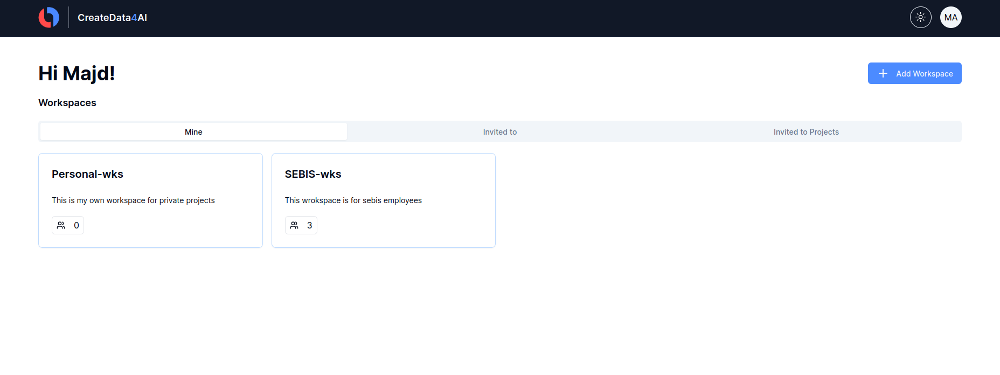 CreateData4AI
MA
Hi Majd!
Add Workspace
Workspaces
Mine
Invited to
Invited to Projects
Personal-wks
SEBIS-wks
This is my own workspace for private projects
This wrokspace is for sebis employees
0
3